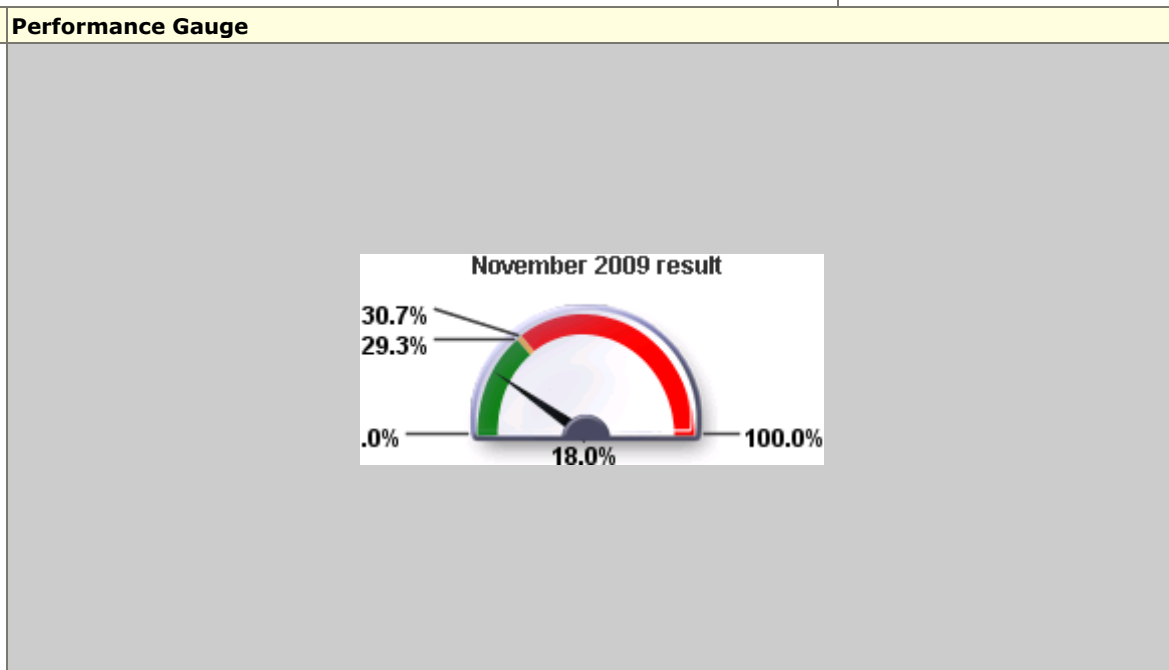 Performance Gauge
November 2009 result
30.7%
29.3%
.0%
100.0%
18.0%